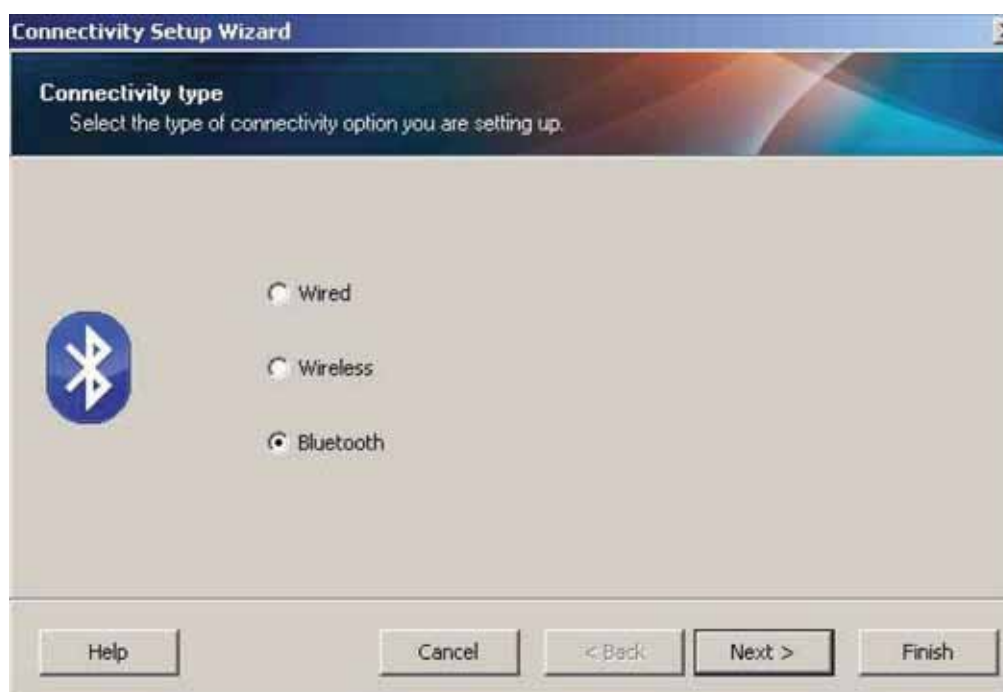 Connectivity Setup Wizard
Connectivity type
Select the type of connectivity option you are setting up.
Wired
Wireless
Bluetooth
Help
Cancel
< Back
Next >
Finish